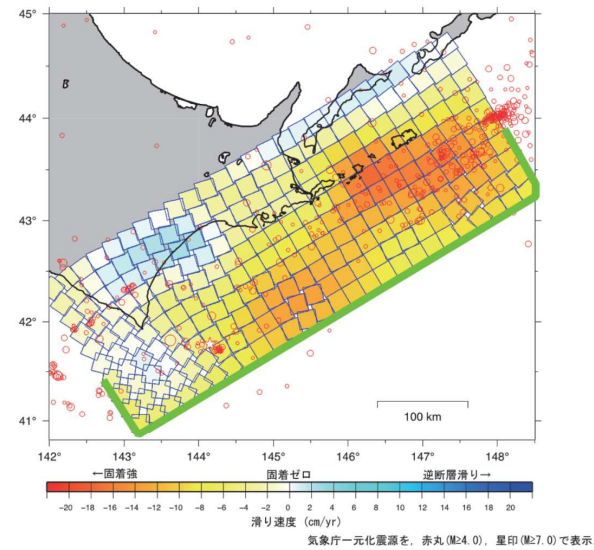 45°
44°
43°
42°
41°
100 km
142 143 144 145 146 147 148
←固着強 固着ゼロ 逆断層滑り→
-20 -18 -16 -14 -12 -10 -8 -6 -4 -2 0 2 4 6 8 10 12 14 16 18 20
滑り速度 (cm/yr)
気象庁一元化震源を, 赤丸(M≥4.0), 星印(M≥7.0)で表示